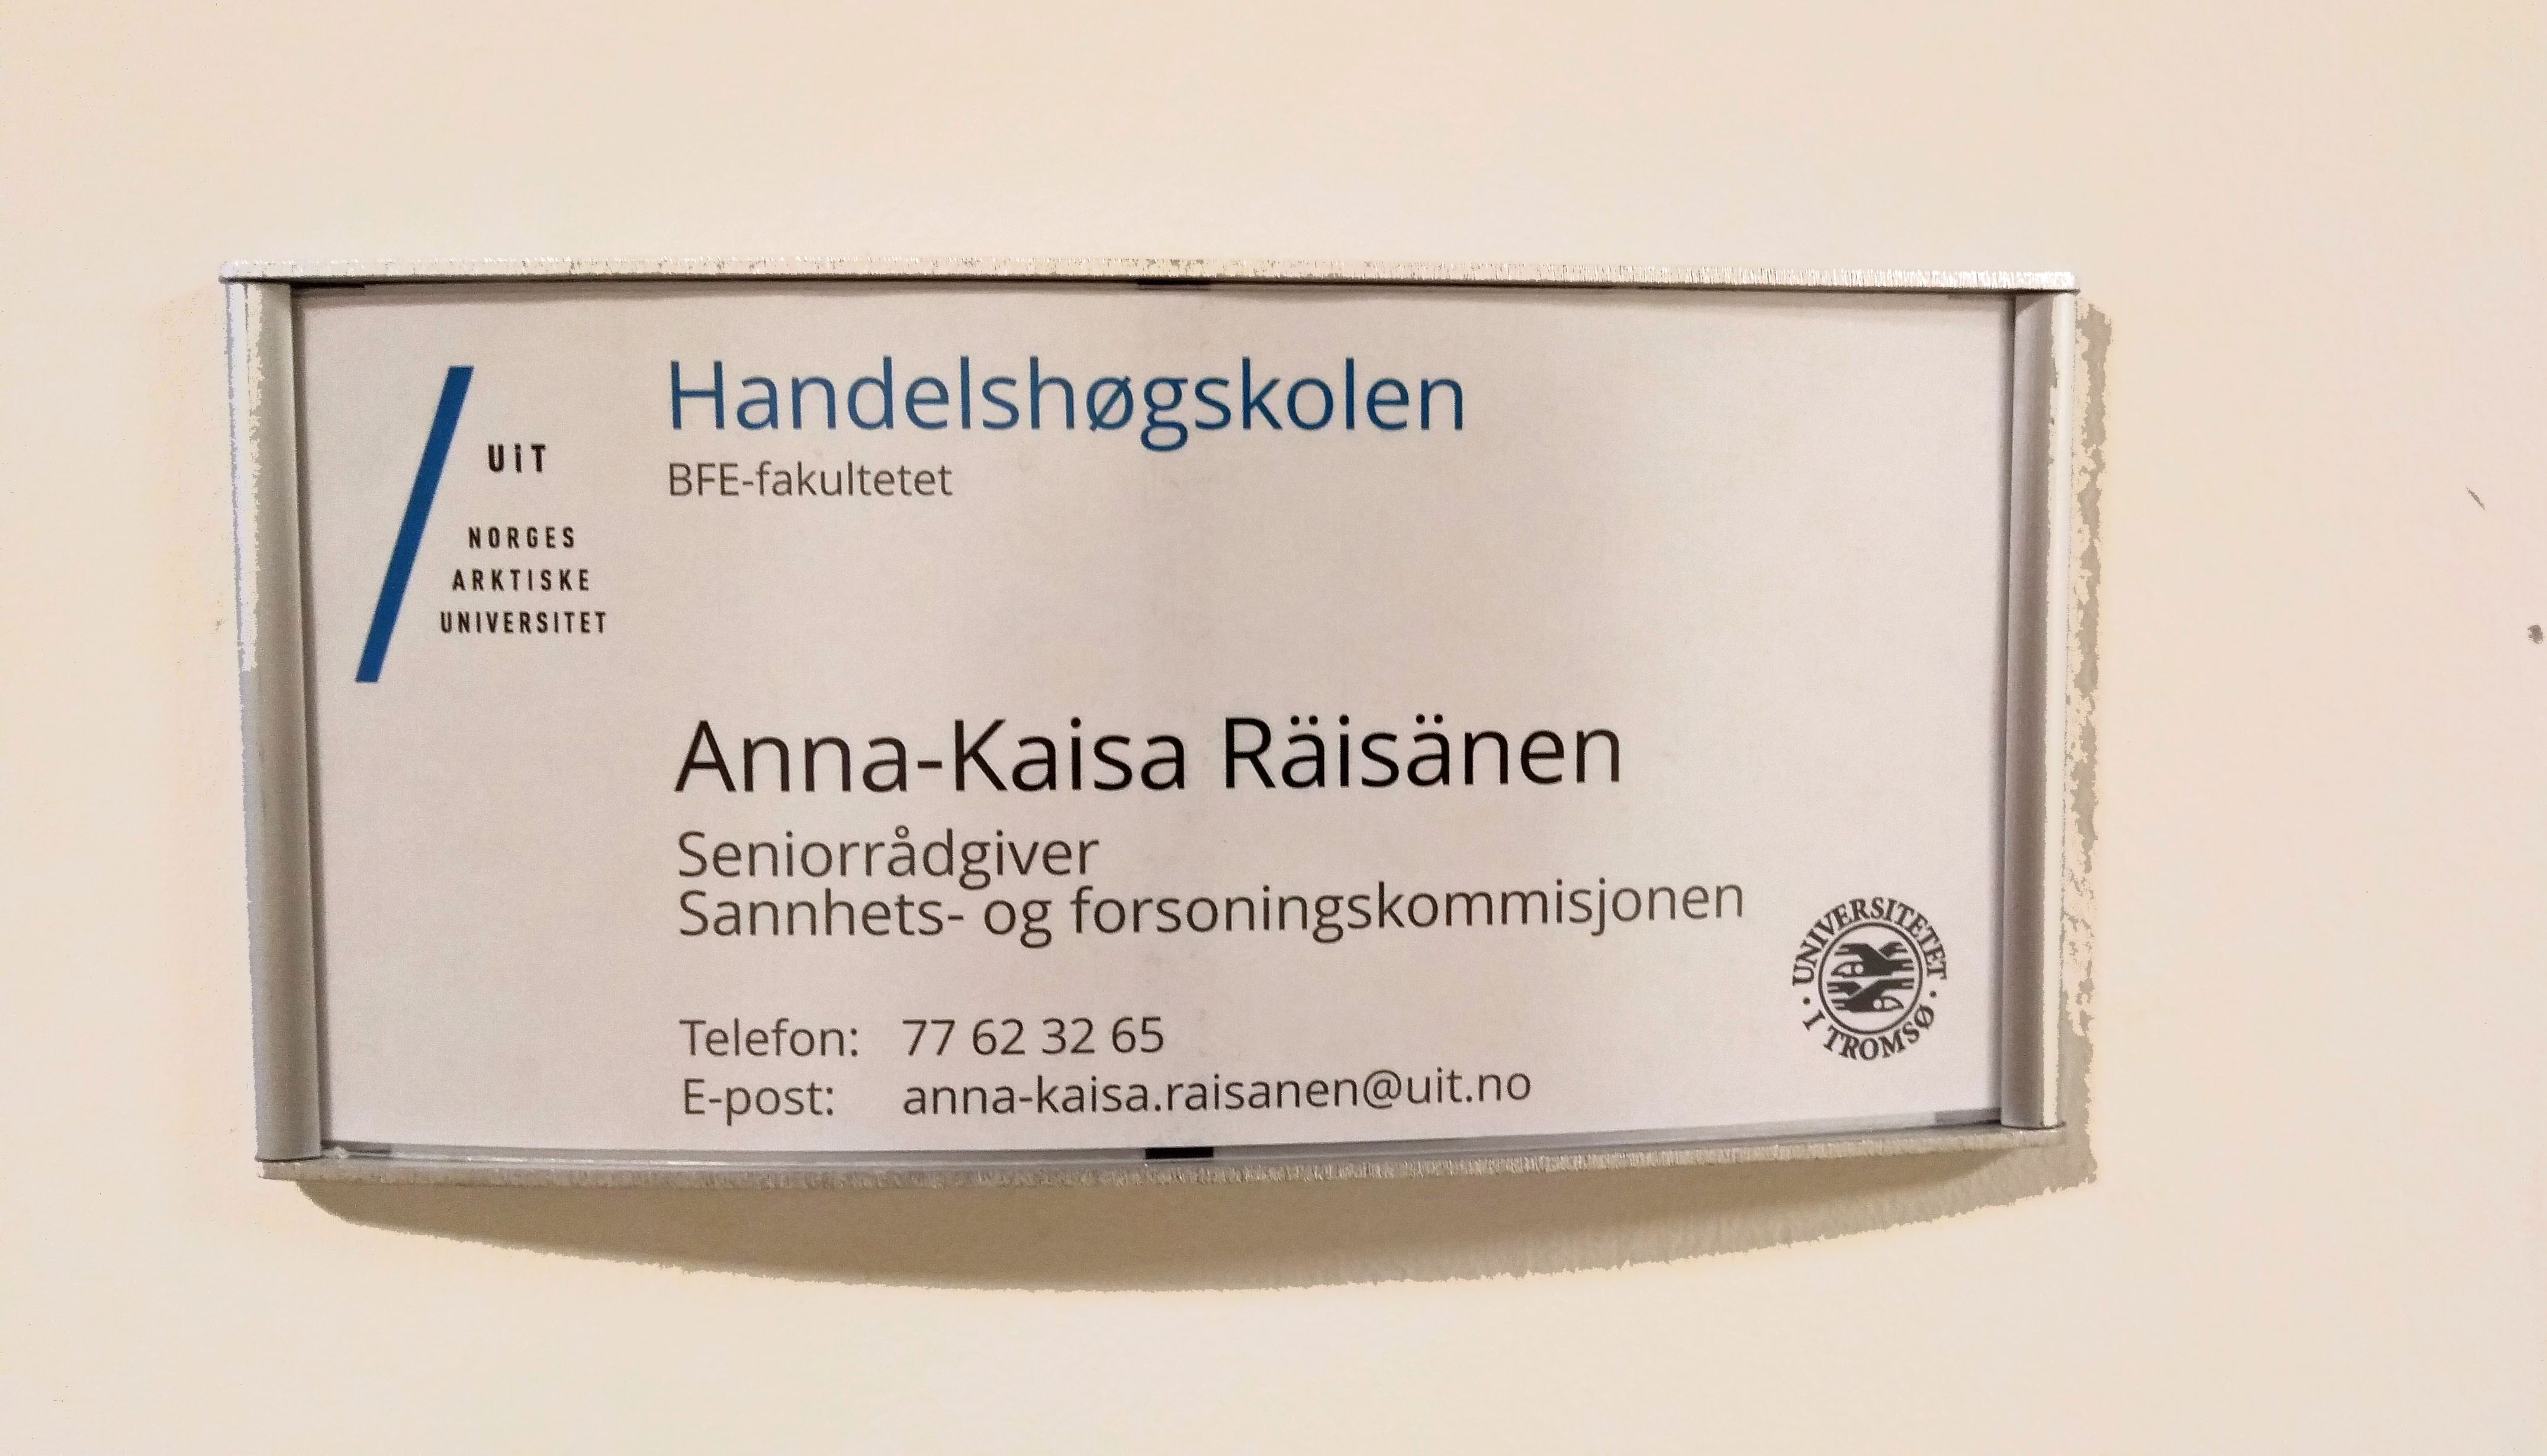 UiT
NORGES
ARKTISKE
UNIVERSITET
Handelshøgskolen
BFE-fakultetet
Anna-Kaisa Räisänen
Seniorrådgiver
Sannhets- og forsoningskommisjonen
Telefon: 77 62 32 65
E-post: anna-kaisa.raisanen@uit.no
UNIVERSITETET I TROMSØ